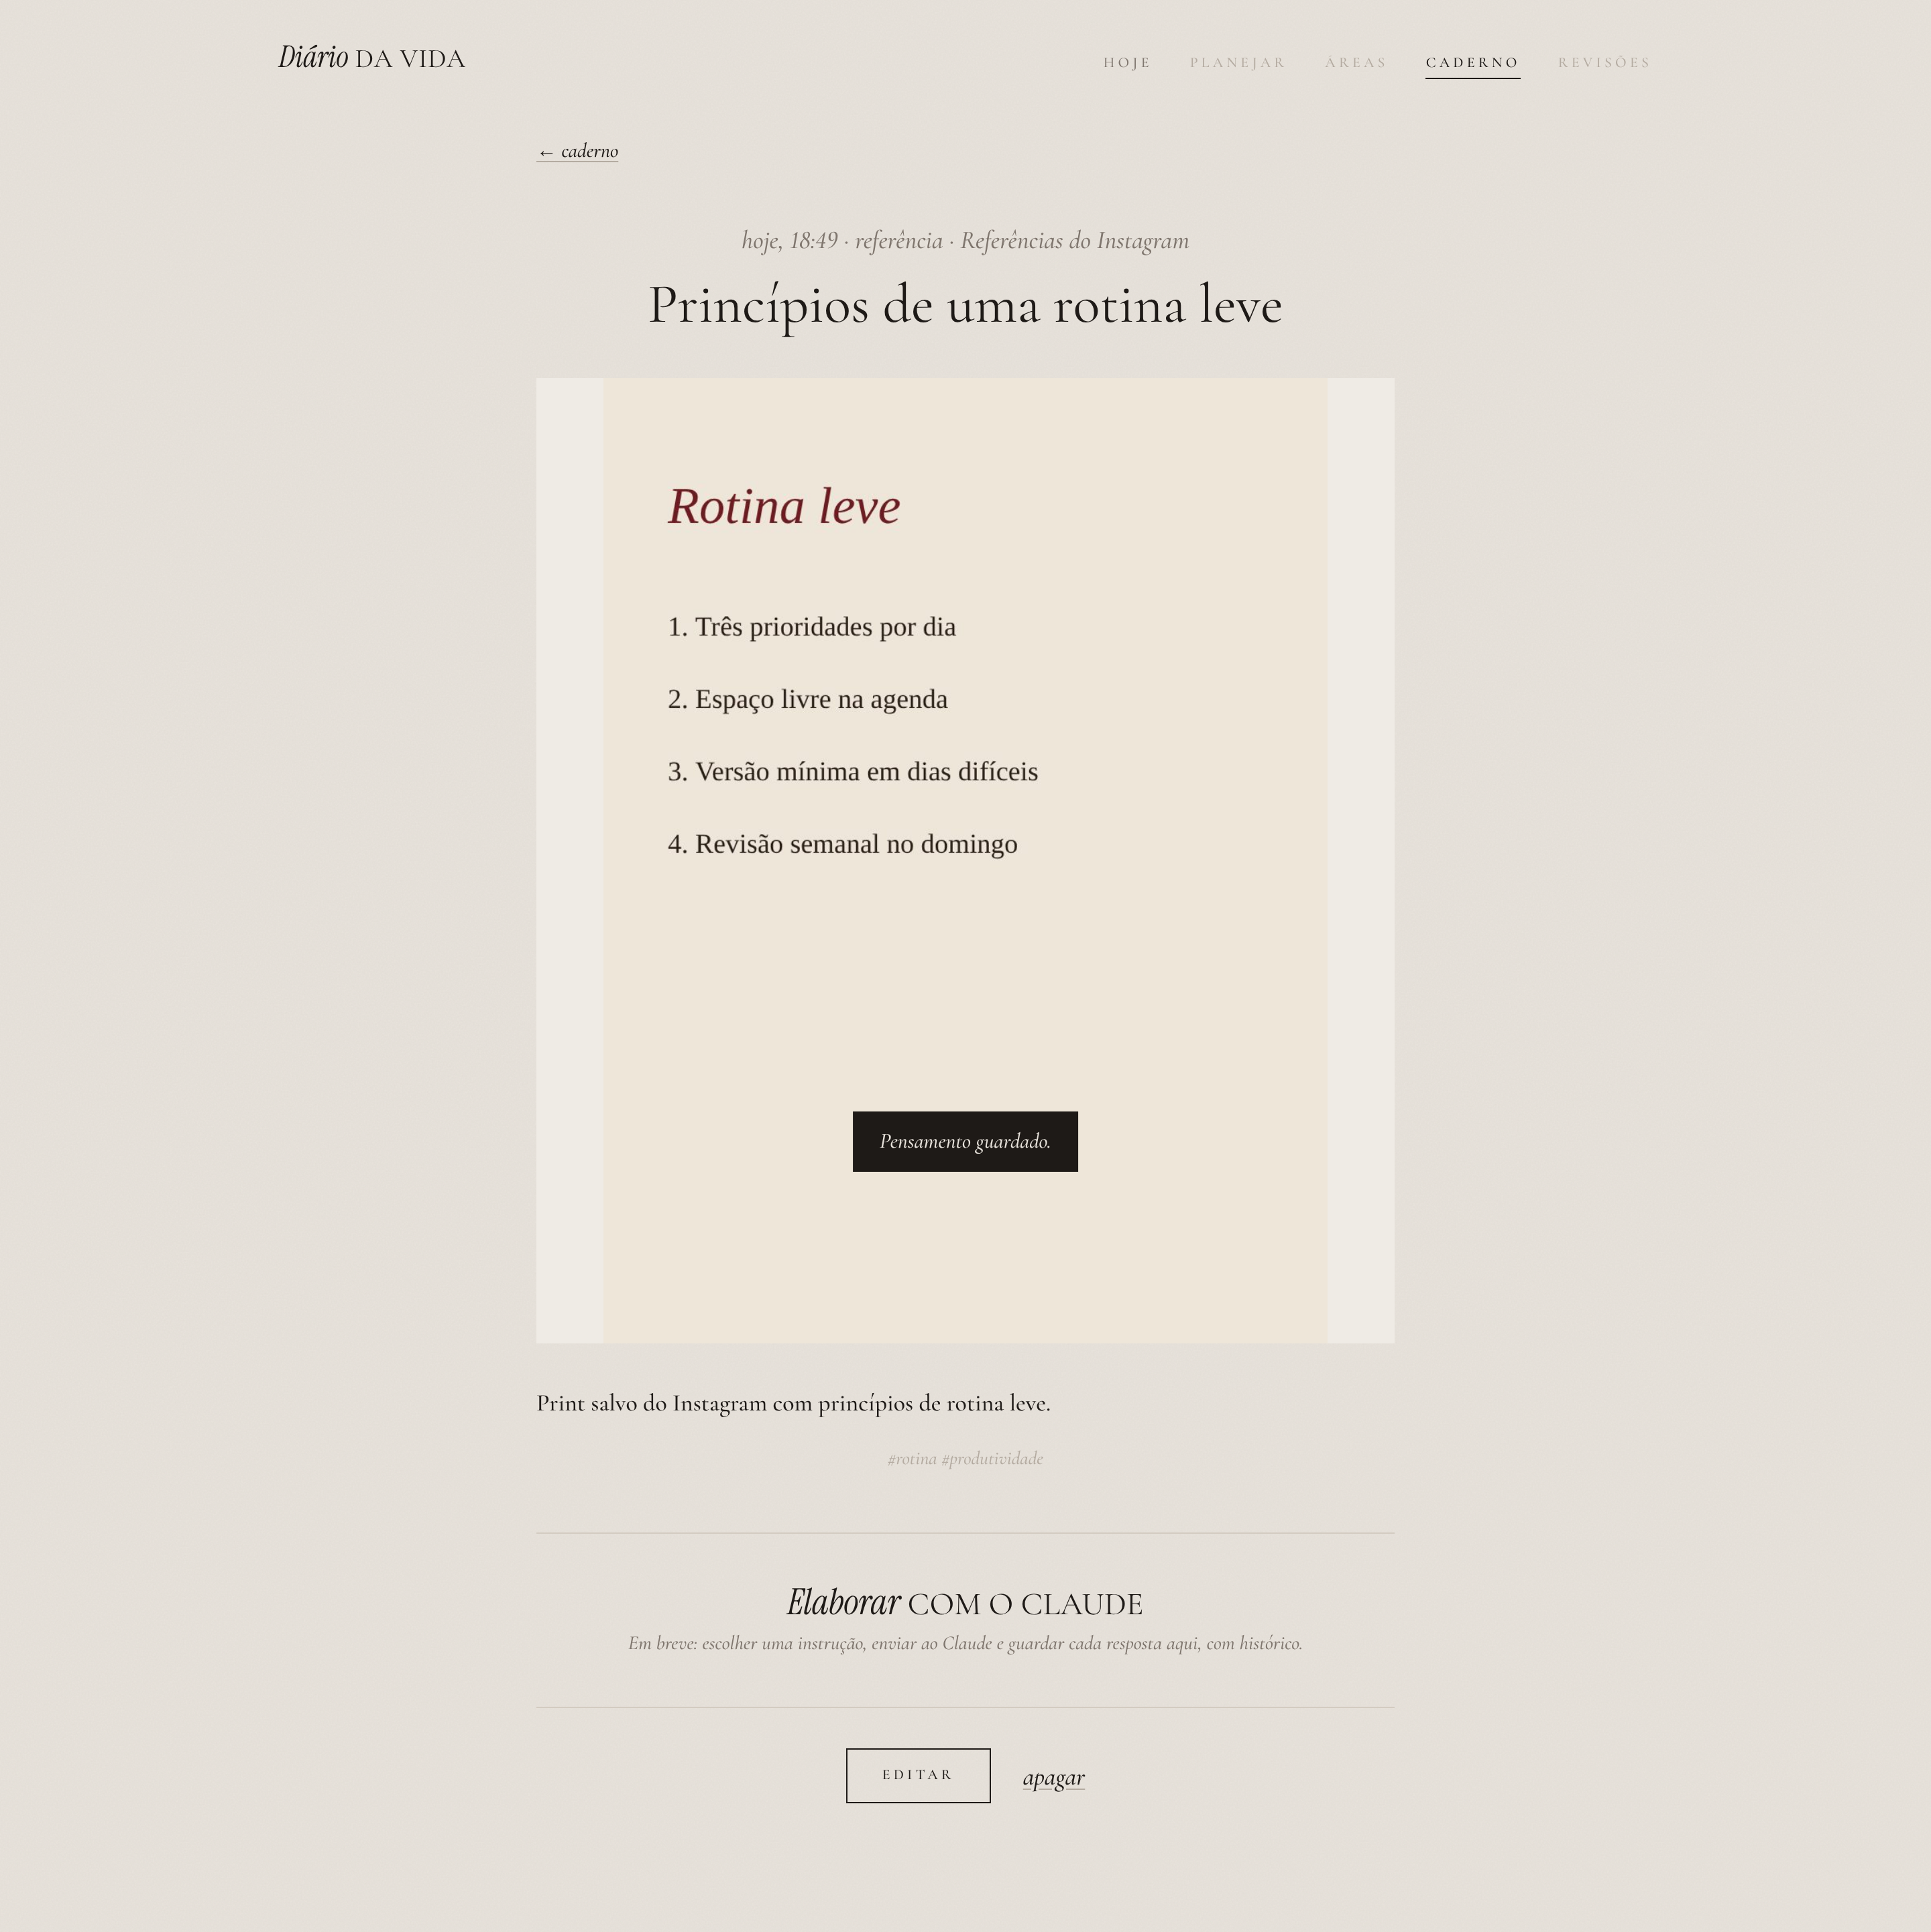 Diário DA VIDA
HOJE PLANEJAR ÁREAS CADERNO REVISÕES
← caderno
hoje, 18:49 · referência · Referências do Instagram
Princípios de uma rotina leve
Rotina leve
1. Três prioridades por dia
2. Espaço livre na agenda
3. Versão mínima em dias difíceis
4. Revisão semanal no domingo
Pensamento guardado.
Print salvo do Instagram com princípios de rotina leve.
#rotina #produtividade
Elaborar COM O CLAUDE
Em breve: escolher uma instrução, enviar ao Claude e guardar cada resposta aqui, com histórico.
EDITAR apagar